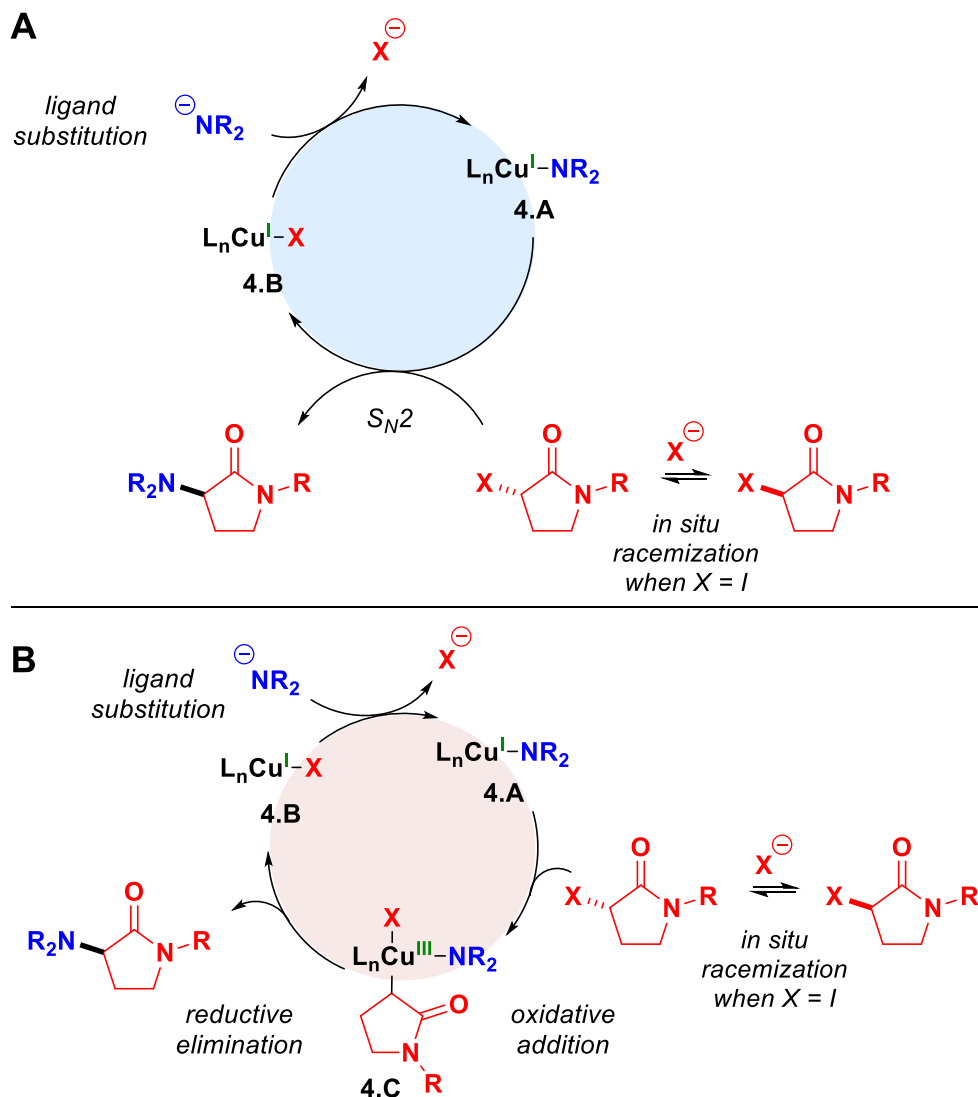 A
X⊖
ligand
substitution
⊖NR₂
LₙCuᴵ–NR₂
4.A
LₙCuᴵ–X
4.B
S_N2
R₂N
O
N
R
X
O
N
R
X⊖
in situ
racemization
when X = I
X
O
N
R
B
X⊖
ligand
substitution
⊖NR₂
LₙCuᴵ–NR₂
4.A
LₙCuᴵ–X
4.B
R₂N
O
N
R
X
LₙCuᴵᴵᴵ–NR₂
O
N
R
4.C
reductive
elimination
oxidative
addition
X
O
N
R
X⊖
in situ
racemization
when X = I
X
O
N
R